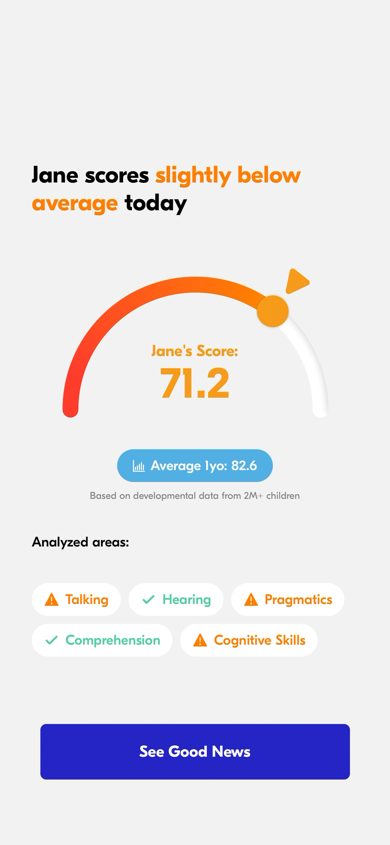 Jane scores slightly below
average today
Jane's Score:
71.2
Average 1yo: 82.6
Based on developmental data from 2M+ children
Analyzed areas:
Talking
Hearing
Pragmatics
Comprehension
Cognitive Skills
See Good News